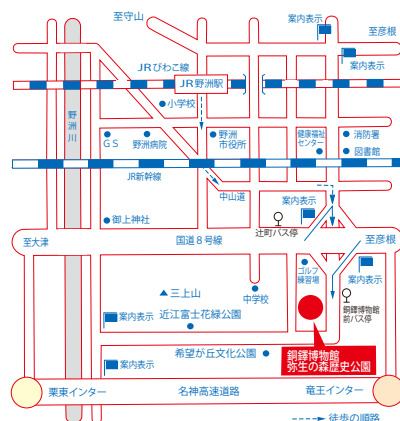 至守山
案内表示
至彦根
案内表示
JRびわこ線
JR野洲駅
小学校
野洲川
GS
野洲病院
野洲
市役所
健康福祉
センター
消防署
図書館
JR新幹線
中山道
案内表示
御上神社
辻町バス停
至大津
国道8号線
至彦根
ゴルフ
練習場
案内表示
三上山
中学校
銅鐸博物館
前バス停
案内表示
近江富士花緑公園
希望が丘文化公園
銅鐸博物館
弥生の森歴史公園
案内表示
栗東インター
名神高速道路
竜王インター
徒歩の順路